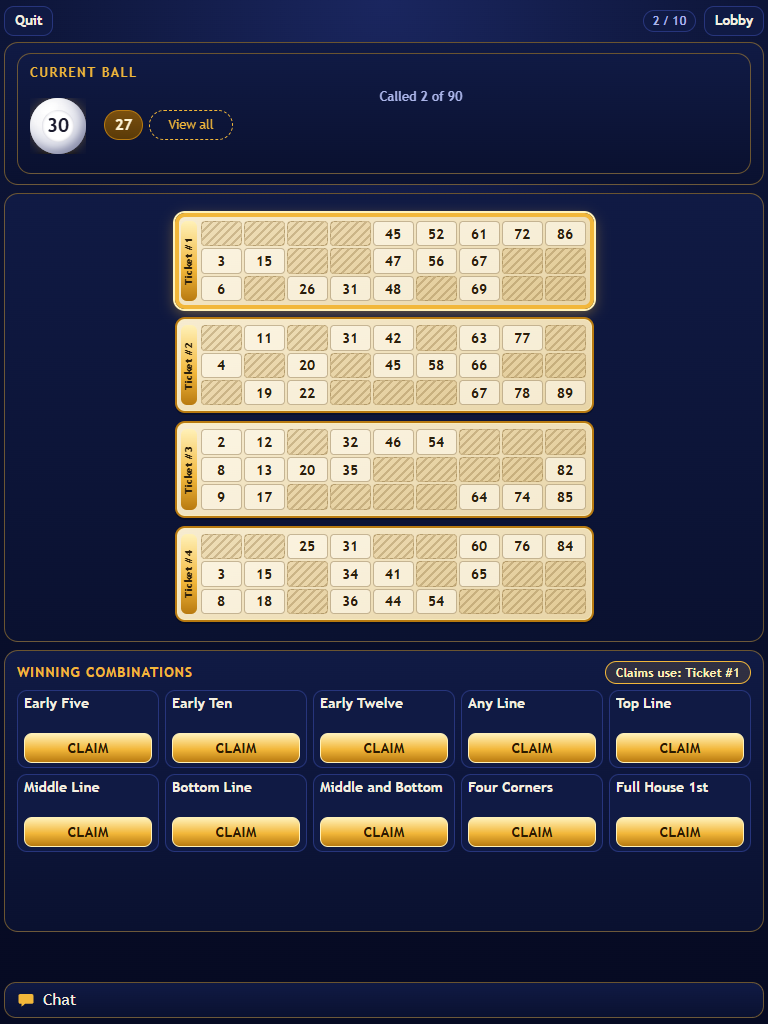 Quit
2 / 10
Lobby
CURRENT BALL
Called 2 of 90
30
27
View all
Ticket #1
45 52 61 72 86
3 15 47 56 67
6 26 31 48 69
Ticket #2
11 31 42 63 77
4 20 45 58 66
19 22 67 78 89
Ticket #3
2 12 32 46 54
8 13 20 35 82
9 17 64 74 85
Ticket #4
25 31 60 76 84
3 15 34 41 65
8 18 36 44 54
WINNING COMBINATIONS
Claims use: Ticket #1
Early Five
CLAIM
Early Ten
CLAIM
Early Twelve
CLAIM
Any Line
CLAIM
Top Line
CLAIM
Middle Line
CLAIM
Bottom Line
CLAIM
Middle and Bottom
CLAIM
Four Corners
CLAIM
Full House 1st
CLAIM
Chat